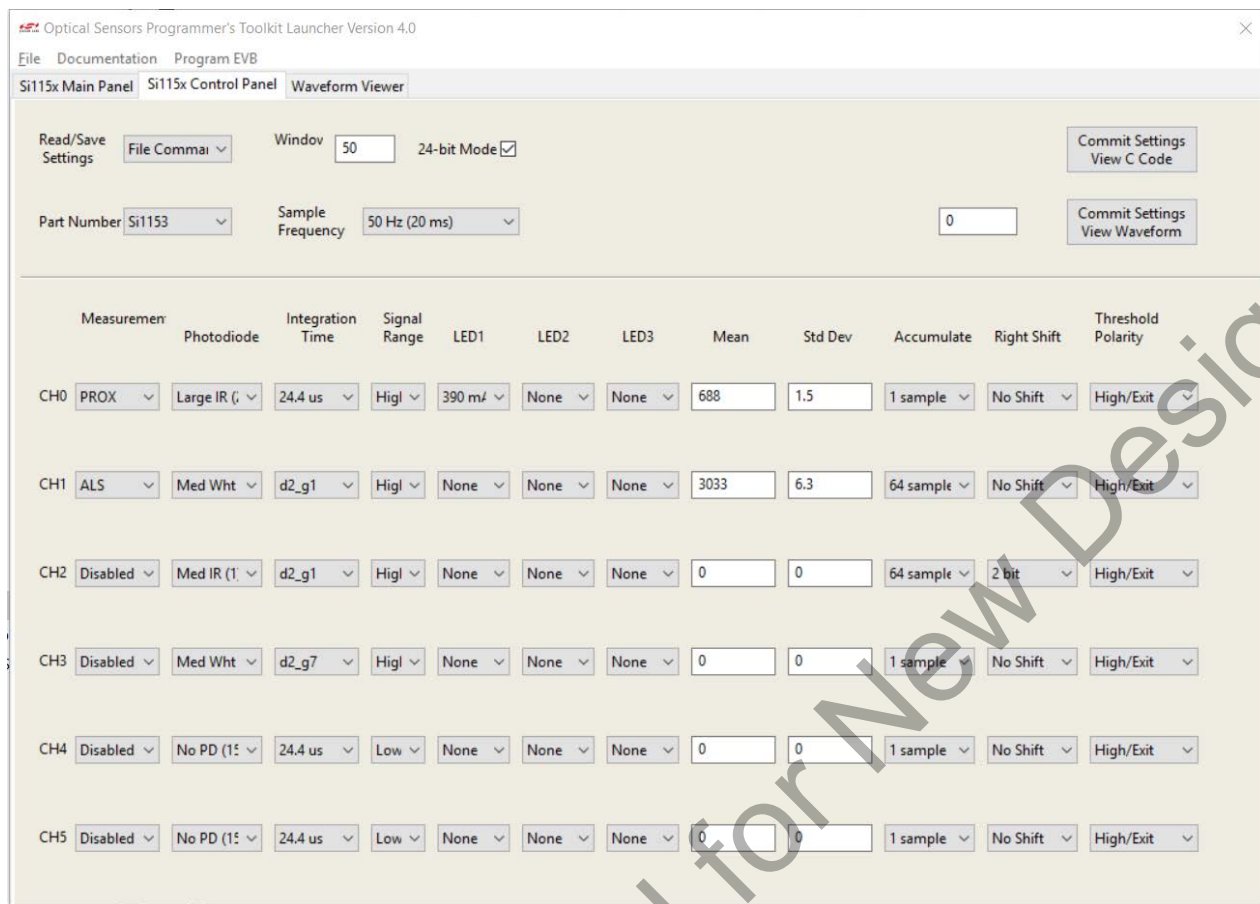 Optical Sensors Programmer's Toolkit Launcher Version 4.0
File Documentation Program EVB
Si115x Main Panel Si115x Control Panel Waveform Viewer
Read/Save Settings File Commai Windov 50 24-bit Mode Commit Settings View C Code
Part Number Si1153 Sample Frequency 50 Hz (20 ms) 0 Commit Settings View Waveform
Measuremen Photodiode Integration Time Signal Range LED1 LED2 LED3 Mean Std Dev Accumulate Right Shift Threshold Polarity
CH0 PROX Large IR (2 24.4 us Higl 390 mA None None 688 1.5 1 sample No Shift High/Exit
CH1 ALS Med Wht d2_g1 Higl None None None 3033 6.3 64 sample No Shift High/Exit
CH2 Disabled Med IR (1) d2_g1 Higl None None None 0 0 64 sample 2 bit High/Exit
CH3 Disabled Med Wht d2_g7 Higl None None None 0 0 1 sample No Shift High/Exit
CH4 Disabled No PD (15 24.4 us Low None None None 0 0 1 sample No Shift High/Exit
CH5 Disabled No PD (15 24.4 us Low None None None 0 0 1 sample No Shift High/Exit
for New Desig